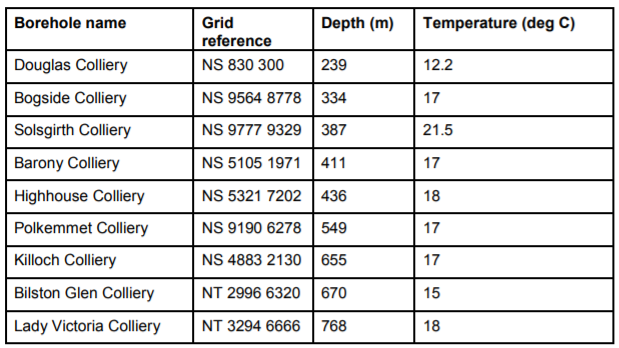 Borehole name Grid reference Depth (m) Temperature (deg C)
Douglas Colliery NS 830 300 239 12.2
Bogside Colliery NS 9564 8778 334 17
Solsgirth Colliery NS 9777 9329 387 21.5
Barony Colliery NS 5105 1971 411 17
Highhouse Colliery NS 5321 7202 436 18
Polkemmet Colliery NS 9190 6278 549 17
Killoch Colliery NS 4883 2130 655 17
Bilston Glen Colliery NT 2996 6320 670 15
Lady Victoria Colliery NT 3294 6666 768 18